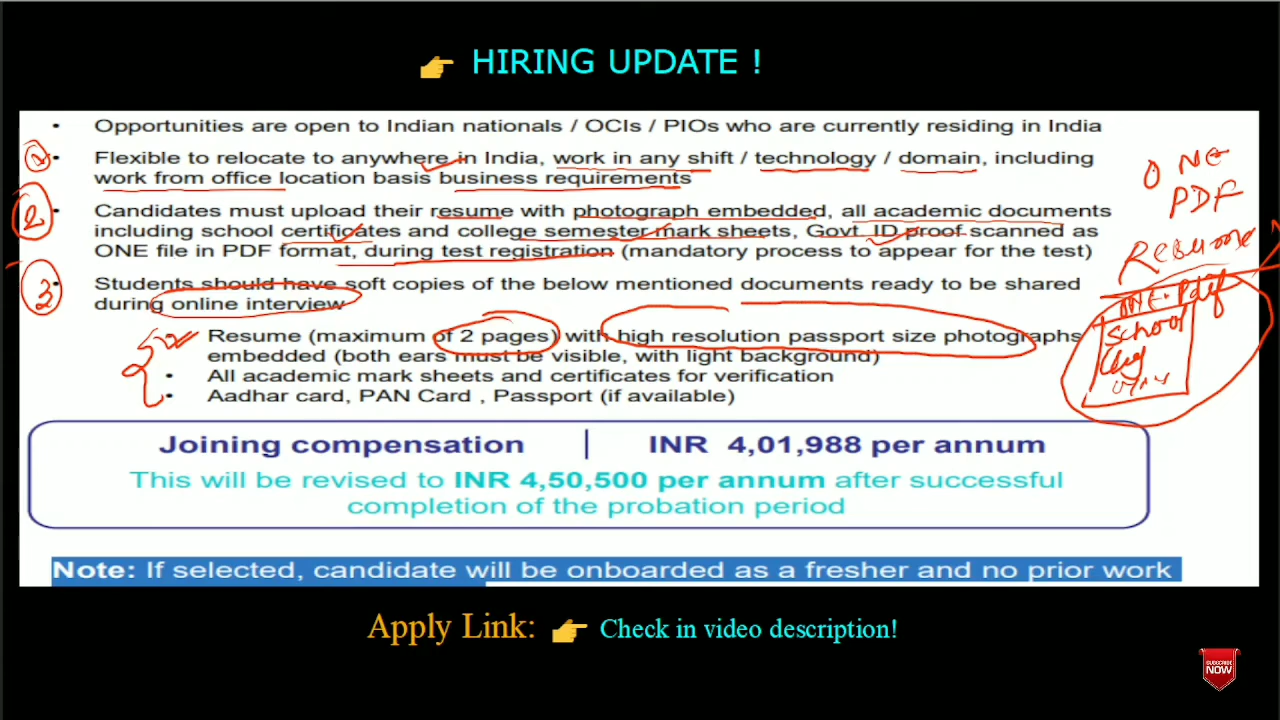 👉 HIRING UPDATE !
• Opportunities are open to Indian nationals / OCIs / PIOs who are currently residing in India
1
• Flexible to relocate to anywhere in India, work in any shift / technology / domain, including
work from office location basis business requirements
2
• Candidates must upload their resume with photograph embedded, all academic documents
including school certificates and college semester mark sheets, Govt. ID proof scanned as
ONE file in PDF format, during test registration (mandatory process to appear for the test)
3
• Students should have soft copies of the below mentioned documents ready to be shared
during online interview
• Resume (maximum of 2 pages) with high resolution passport size photographs
embedded (both ears must be visible, with light background)
• All academic mark sheets and certificates for verification
• Aadhar card, PAN Card , Passport (if available)
ONE
PDF
Resume
ONE. Pdf
School
Joining compensation | INR 4,01,988 per annum
This will be revised to INR 4,50,500 per annum after successful
completion of the probation period
Note: If selected, candidate will be onboarded as a fresher and no prior work
Apply Link: 👉 Check in video description!
SUBSCRIBE
NOW